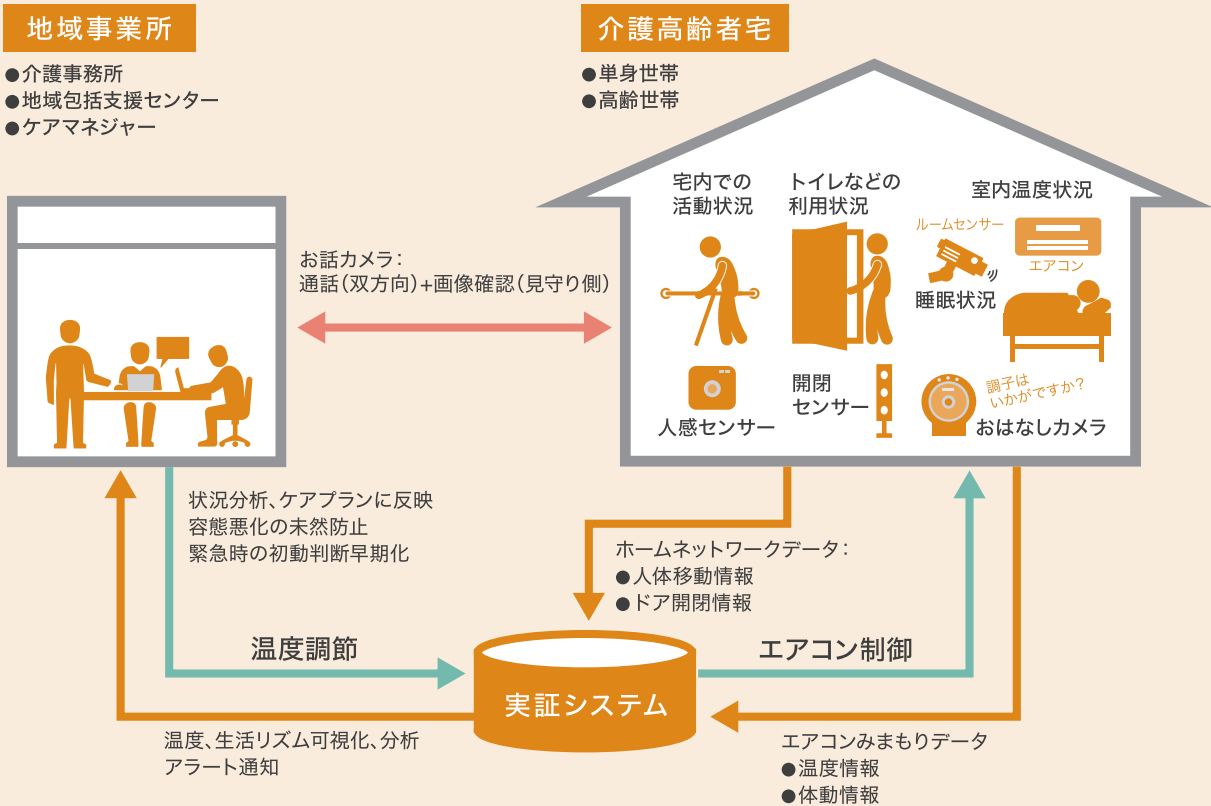 地域事業所
●介護事務所
●地域包括支援センター
●ケアマネジャー
介護高齢者宅
●単身世帯
●高齢世帯
宅内での
活動状況
トイレなどの
利用状況
室内温度状況
ルームセンサー
エアコン
睡眠状況
お話カメラ：
通話（双方向）+画像確認（見守り側）
人感センサー
開閉
センサー
調子は
いかがですか？
おはなしカメラ
状況分析、ケアプランに反映
容態悪化の未然防止
緊急時の初動判断早期化
ホームネットワークデータ：
●人体移動情報
●ドア開閉情報
温度調節
エアコン制御
実証システム
温度、生活リズム可視化、分析
アラート通知
エアコンみまもりデータ
●温度情報
●体動情報